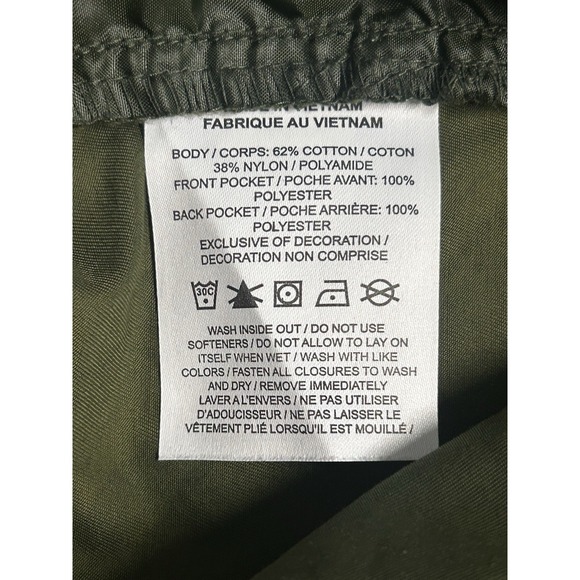 IN VIETNAM
FABRIQUE AU VIETNAM
BODY / CORPS: 62% COTTON / COTON
38% NYLON / POLYAMIDE
FRONT POCKET / POCHE AVANT: 100%
POLYESTER
BACK POCKET / POCHE ARRIÈRE: 100%
POLYESTER
EXCLUSIVE OF DECORATION /
DECORATION NON COMPRISE
30C
WASH INSIDE OUT / DO NOT USE
SOFTENERS / DO NOT ALLOW TO LAY ON
ITSELF WHEN WET / WASH WITH LIKE
COLORS / FASTEN ALL CLOSURES TO WASH
AND DRY / REMOVE IMMEDIATELY
LAVER A L'ENVERS / NE PAS UTILISER
D'ADOUCISSEUR / NE PAS LAISSER LE
VÊTEMENT PLIÉ LORSQU'IL EST MOUILLÉ /